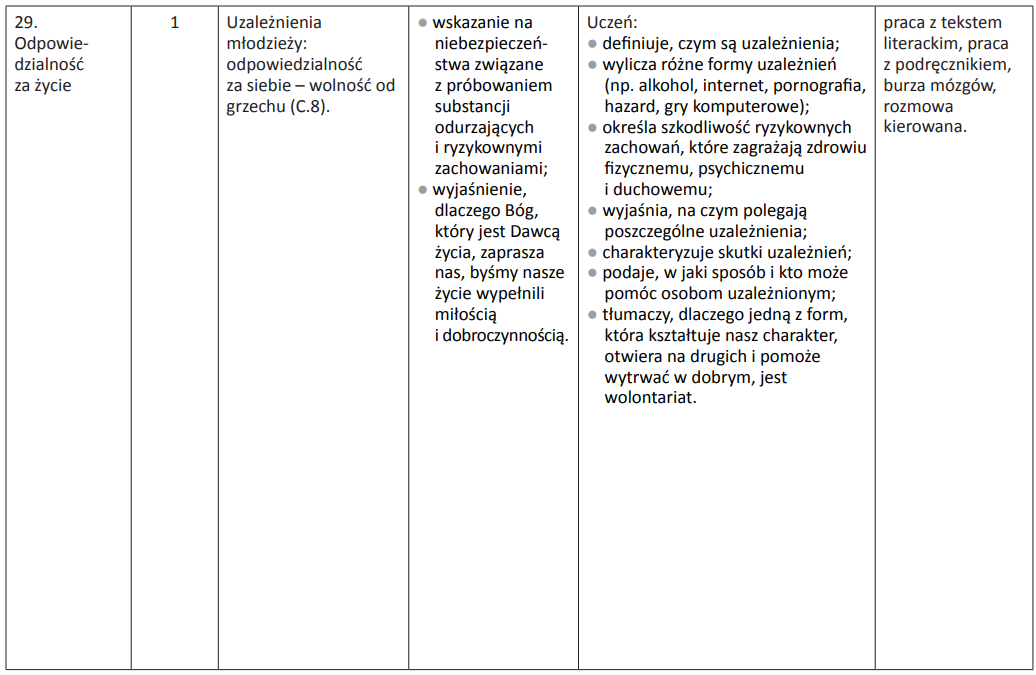 29.
Odpowie-
dzialność
za życie
1
Uzależnienia
młodzieży:
odpowiedzialność
za siebie – wolność od
grzechu (C.8).
● wskazanie na
niebezpieczeń-
stwa związane
z próbowaniem
substancji
odurzających
i ryzykownymi
zachowaniami;
● wyjaśnienie,
dlaczego Bóg,
który jest Dawcą
życia, zaprasza
nas, byśmy nasze
życie wypełnili
miłością
i dobroczynnością.
Uczeń:
● definiuje, czym są uzależnienia;
● wylicza różne formy uzależnień
(np. alkohol, internet, pornografia,
hazard, gry komputerowe);
● określa szkodliwość ryzykownych
zachowań, które zagrażają zdrowiu
fizycznemu, psychicznemu
i duchowemu;
● wyjaśnia, na czym polegają
poszczególne uzależnienia;
● charakteryzuje skutki uzależnień;
● podaje, w jaki sposób i kto może
pomóc osobom uzależnionym;
● tłumaczy, dlaczego jedną z form,
która kształtuje nasz charakter,
otwiera na drugich i pomoże
wytrwać w dobrym, jest
wolontariat.
praca z tekstem
literackim, praca
z podręcznikiem,
burza mózgów,
rozmowa
kierowana.